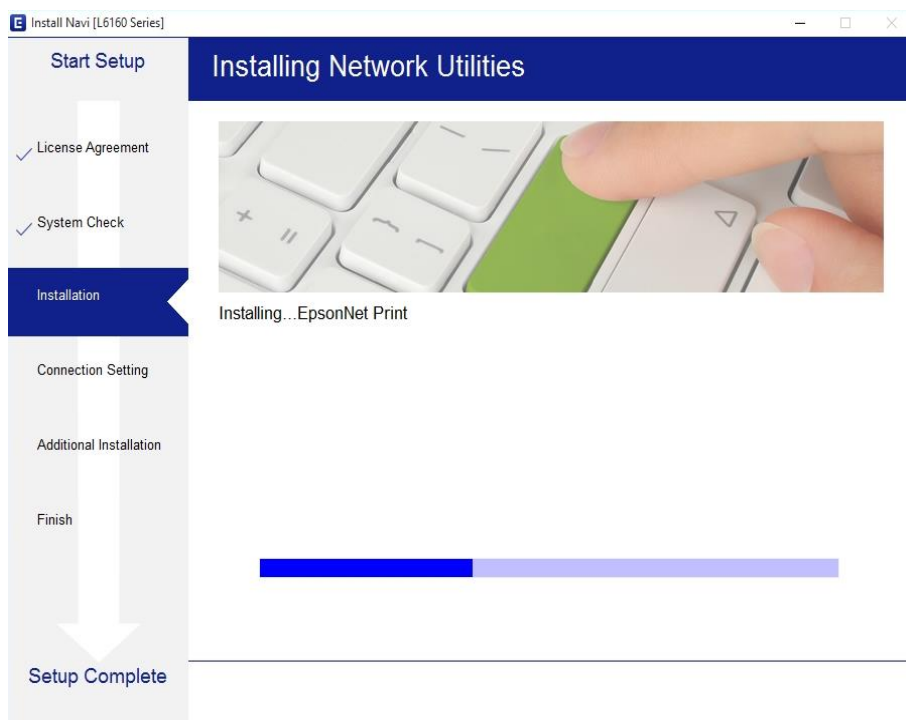 Install Navi [L6160 Series]
Start Setup
License Agreement
System Check
Installation
Connection Setting
Additional Installation
Finish
Setup Complete
Installing Network Utilities
Installing...EpsonNet Print